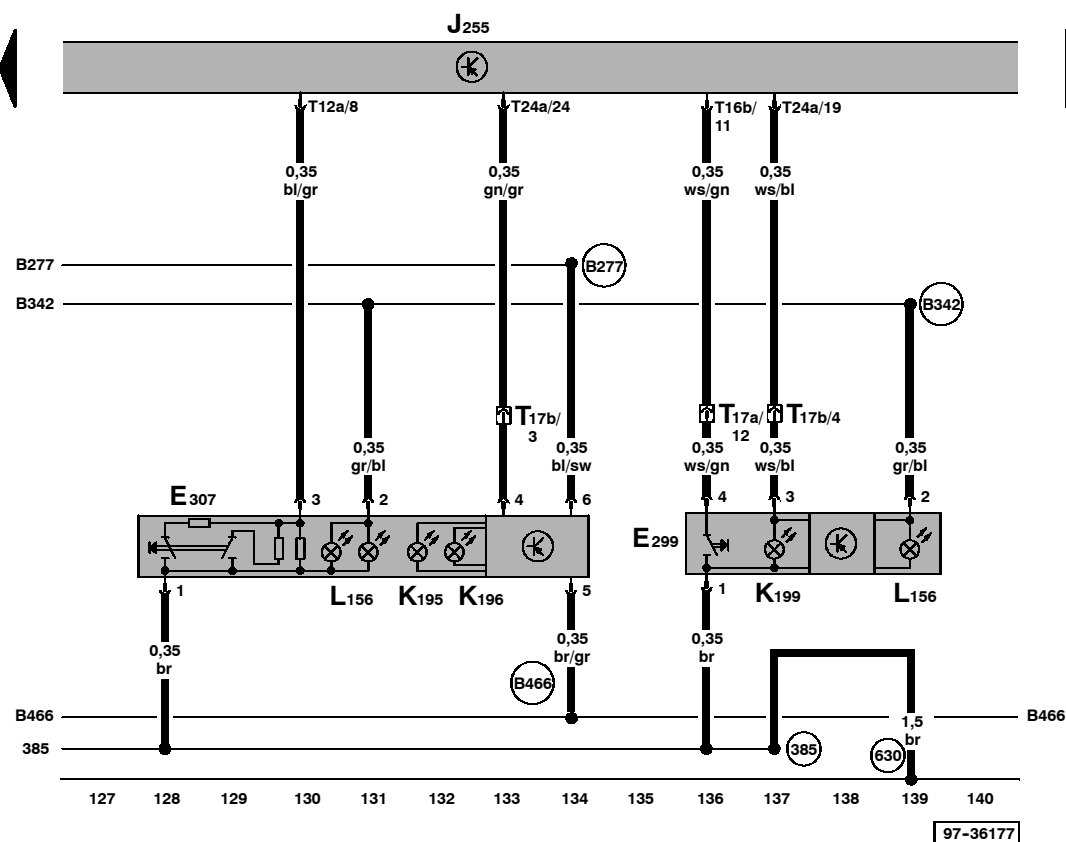 J255
T12a/8 T24a/24 T16b/ T24a/19
11
0,35 0,35 0,35 0,35
bl/gr gn/gr ws/gn ws/bl
B277 B277
B342 B342
T17b/ T17a/ T17b/4
3 12
0,35 0,35 0,35 0,35 0,35
gr/bl bl/sw ws/gn ws/bl gr/bl
E307 3 2 4 6 4 3 2
E299
1 5 1
L156 K195 K196 K199 L156
0,35 0,35 0,35
br br/gr br
B466
B466 1,5 B466
385 385 br
630
127 128 129 130 131 132 133 134 135 136 137 138 139 140
97-36177